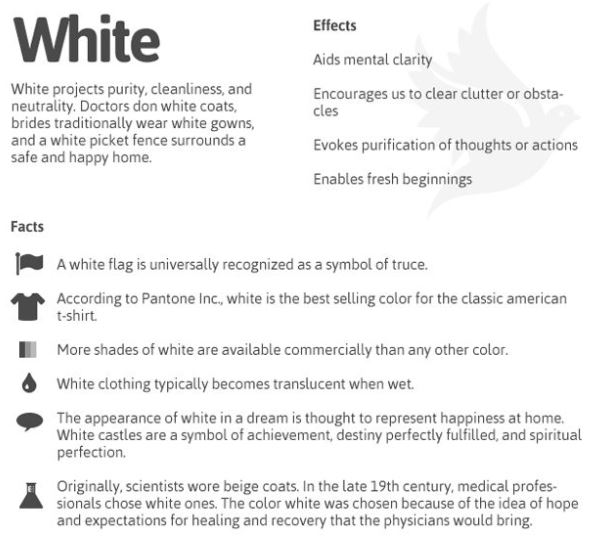 White
White projects purity, cleanliness, and
neutrality. Doctors don white coats,
brides traditionally wear white gowns,
and a white picket fence surrounds a
safe and happy home.
Effects
Aids mental clarity
Encourages us to clear clutter or obsta-
cles
Evokes purification of thoughts or actions
Enables fresh beginnings
Facts
A white flag is universally recognized as a symbol of truce.
According to Pantone Inc., white is the best selling color for the classic american
t-shirt.
More shades of white are available commercially than any other color.
White clothing typically becomes translucent when wet.
The appearance of white in a dream is thought to represent happiness at home.
White castles are a symbol of achievement, destiny perfectly fulfilled, and spiritual
perfection.
Originally, scientists wore beige coats. In the late 19th century, medical profes-
sionals chose white ones. The color white was chosen because of the idea of hope
and expectations for healing and recovery that the physicians would bring.